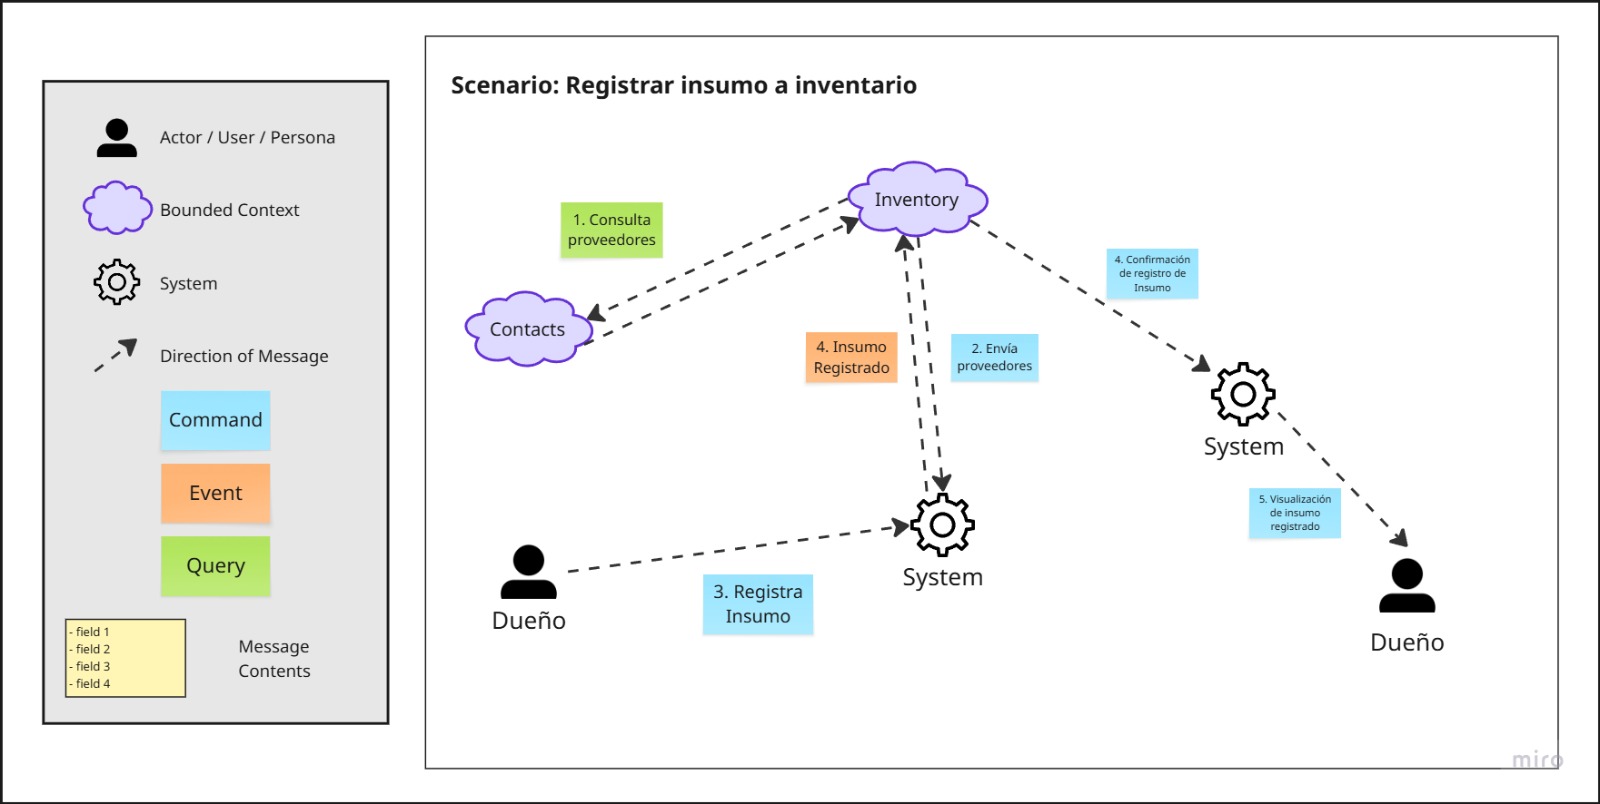 Actor / User / Persona
Bounded Context
System
Direction of Message
Command
Event
Query
- field 1
- field 2
- field 3
- field 4
Message
Contents
Scenario: Registrar insumo a inventario
Inventory
1. Consulta
proveedores
Contacts
4. Confirmación
de registro de
Insumo
4. Insumo
Registrado
2. Envía
proveedores
System
5. Visualización
de insumo
registrado
System
3. Registra
Insumo
Dueño
Dueño
miro